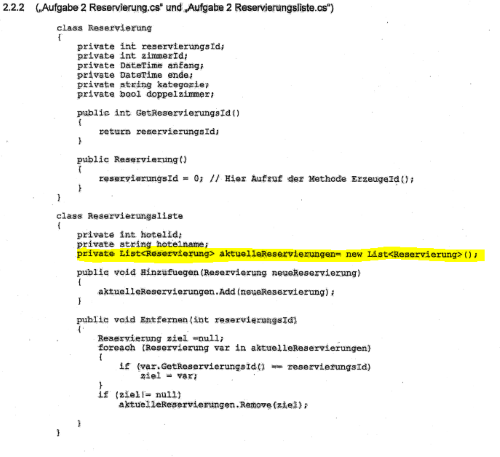 2.2.2 („Aufgabe 2 Reservierung.cs“ und „Aufgabe 2 Reservierungsliste.cs“)
class Reservierung
{
private int reservierungsId;
private int zimmerId;
private DateTime anfang;
private DateTime ende;
private string kategorie;
private bool doppelzimmer;
public int GetReservierungsId()
{
return reservierungsId;
}
public Reservierung()
{
reservierungsId = 0; // Hier Aufruf der Methode ErzeugeId();
}
}
class Reservierungsliste
{
private int hotelid;
private string hotelname;
private List<Reservierung> aktuelleReservierungen= new List<Reservierung>();
public void Hinzufuegen(Reservierung neueReservierung)
{
aktuelleReservierungen.Add(neueReservierung);
}
public void Entfernen(int reservierungsId)
{
Reservierung ziel =null;
foreach (Reservierung var in aktuelleReservierungen)
{
if (var.GetReservierungsId() == reservierungsId)
ziel = var;
}
if (ziel!= null)
aktuelleReservierungen.Remove(ziel);
}
}